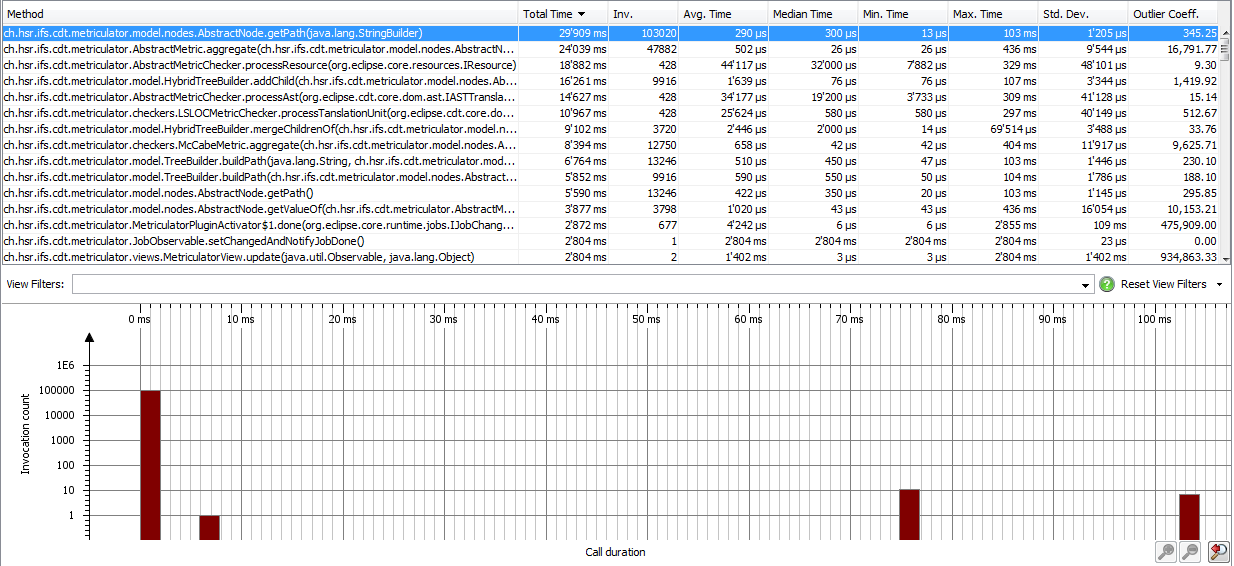 Method Total Time Inv. Avg. Time Median Time Min. Time Max. Time Std. Dev. Outlier Coeff.
ch.hsr.ifs.cdt.metriculator.model.nodes.AbstractNode.getPath(java.lang.StringBuilder) 29'909 ms 103020 290 µs 300 µs 13 µs 103 ms 1'205 µs 345.25
ch.hsr.ifs.cdt.metriculator.AbstractMetric.aggregate(ch.hsr.ifs.cdt.metriculator.model.nodes.AbstractN... 24'039 ms 47882 502 µs 26 µs 26 µs 436 ms 9'544 µs 16,791.77
ch.hsr.ifs.cdt.metriculator.AbstractMetricChecker.processResource(org.eclipse.core.resources.IResource) 18'882 ms 428 44'117 µs 32'000 µs 7'882 µs 329 ms 48'101 µs 9.30
ch.hsr.ifs.cdt.metriculator.model.HybridTreeBuilder.addChild(ch.hsr.ifs.cdt.metriculator.model.nodes.Ab... 16'261 ms 9916 1'639 µs 76 µs 76 µs 107 ms 3'344 µs 1,419.92
ch.hsr.ifs.cdt.metriculator.AbstractMetricChecker.processAst(org.eclipse.cdt.core.dom.ast.IASTTransla... 14'627 ms 428 34'177 µs 19'200 µs 3'733 µs 309 ms 41'128 µs 15.14
ch.hsr.ifs.cdt.metriculator.checkers.LSLOCMetricChecker.processTanslationUnit(org.eclipse.cdt.core.do... 10'967 ms 428 25'624 µs 580 µs 580 µs 297 ms 40'149 µs 512.67
ch.hsr.ifs.cdt.metriculator.model.HybridTreeBuilder.mergeChildrenOf(ch.hsr.ifs.cdt.metriculator.model.n... 9'102 ms 3720 2'446 µs 2'000 µs 14 µs 69'514 µs 3'488 µs 33.76
ch.hsr.ifs.cdt.metriculator.checkers.McCabeMetric.aggregate(ch.hsr.ifs.cdt.metriculator.model.nodes.A... 8'394 ms 12750 658 µs 42 µs 42 µs 404 ms 11'917 µs 9,625.71
ch.hsr.ifs.cdt.metriculator.model.TreeBuilder.buildPath(java.lang.String, ch.hsr.ifs.cdt.metriculator.mod... 6'764 ms 13246 510 µs 450 µs 47 µs 103 ms 1'446 µs 230.10
ch.hsr.ifs.cdt.metriculator.model.TreeBuilder.buildPath(ch.hsr.ifs.cdt.metriculator.model.nodes.Abstract... 5'852 ms 9916 590 µs 550 µs 50 µs 104 ms 1'786 µs 188.10
ch.hsr.ifs.cdt.metriculator.model.nodes.AbstractNode.getPath() 5'590 ms 13246 422 µs 350 µs 20 µs 103 ms 1'145 µs 295.85
ch.hsr.ifs.cdt.metriculator.model.nodes.AbstractNode.getValueOf(ch.hsr.ifs.cdt.metriculator.AbstractM... 3'877 ms 3798 1'020 µs 43 µs 43 µs 436 ms 16'054 µs 10,153.21
ch.hsr.ifs.cdt.metriculator.MetriculatorPluginActivator$1.done(org.eclipse.core.runtime.jobs.IJobChang... 2'872 ms 677 4'242 µs 6 µs 6 µs 2'855 ms 109 ms 475,909.00
ch.hsr.ifs.cdt.metriculator.JobObservable.setChangedAndNotifyJobDone() 2'804 ms 1 2'804 ms 2'804 ms 2'804 ms 2'804 ms 23 µs 0.00
ch.hsr.ifs.cdt.metriculator.views.MetriculatorView.update(java.util.Observable, java.lang.Object) 2'804 ms 2 1'402 ms 3 µs 3 µs 2'804 ms 1'402 ms 934,863.33
View Filters: ? Reset View Filters
0 ms 10 ms 20 ms 30 ms 40 ms 50 ms 60 ms 70 ms 80 ms 90 ms 100 ms
1E6
100000
10000
1000
100
10
1
Invocation count
Call duration